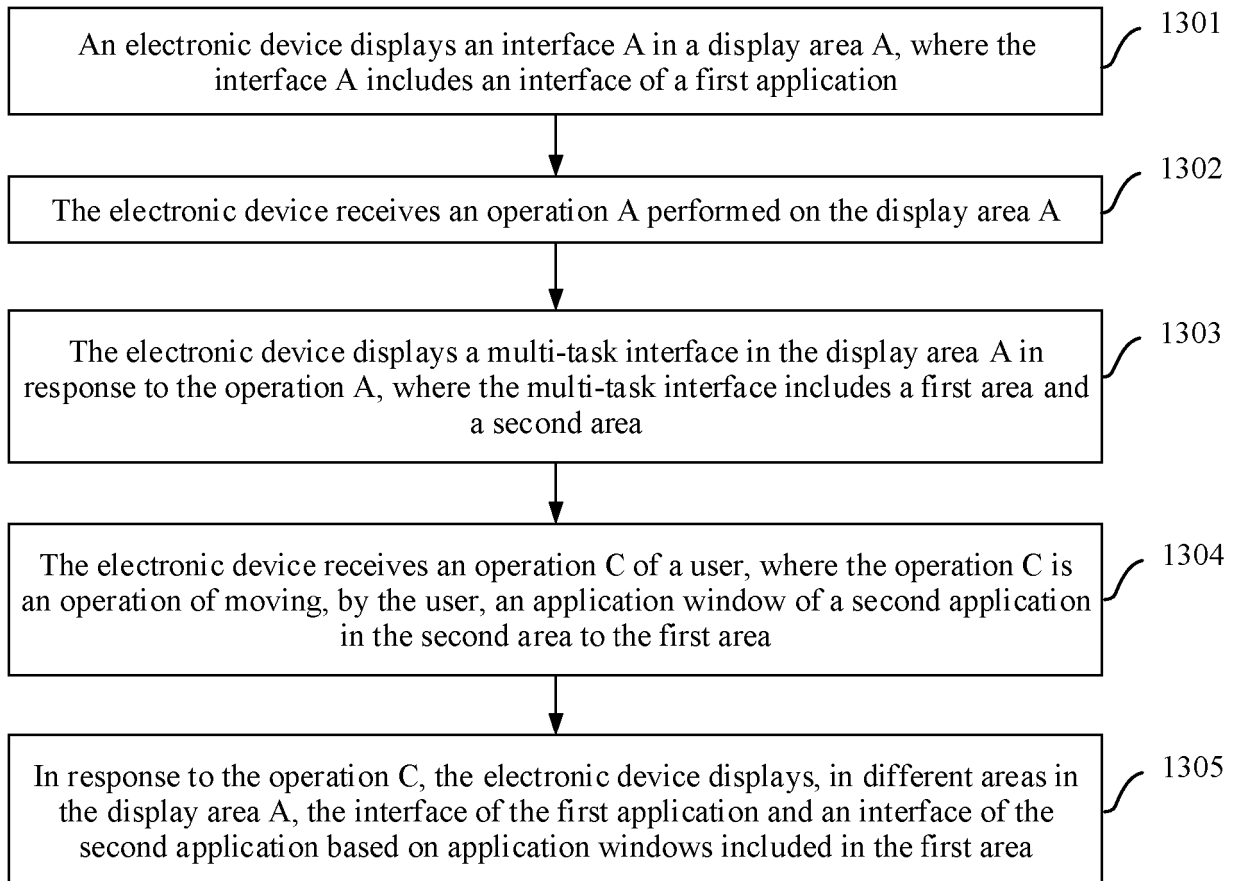 An electronic device displays an interface A in a display area A, where the
interface A includes an interface of a first application
1301
The electronic device receives an operation A performed on the display area A
1302
The electronic device displays a multi-task interface in the display area A in
response to the operation A, where the multi-task interface includes a first area and
a second area
1303
The electronic device receives an operation C of a user, where the operation C is
an operation of moving, by the user, an application window of a second application
in the second area to the first area
1304
In response to the operation C, the electronic device displays, in different areas in
the display area A, the interface of the first application and an interface of the
second application based on application windows included in the first area
1305